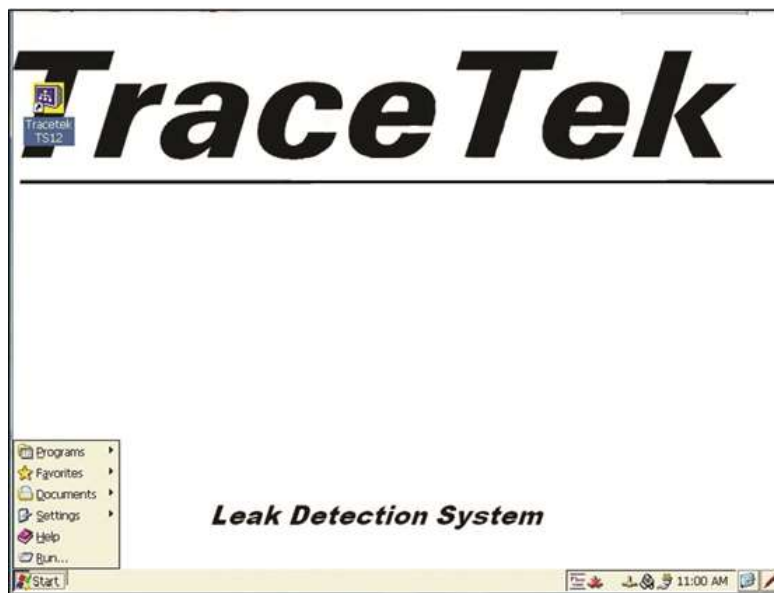 TraceTek
Tracetek
TS12
Programs
Favorites
Documents
Settings
Help
Run...
Leak Detection System
Start
11:00 AM